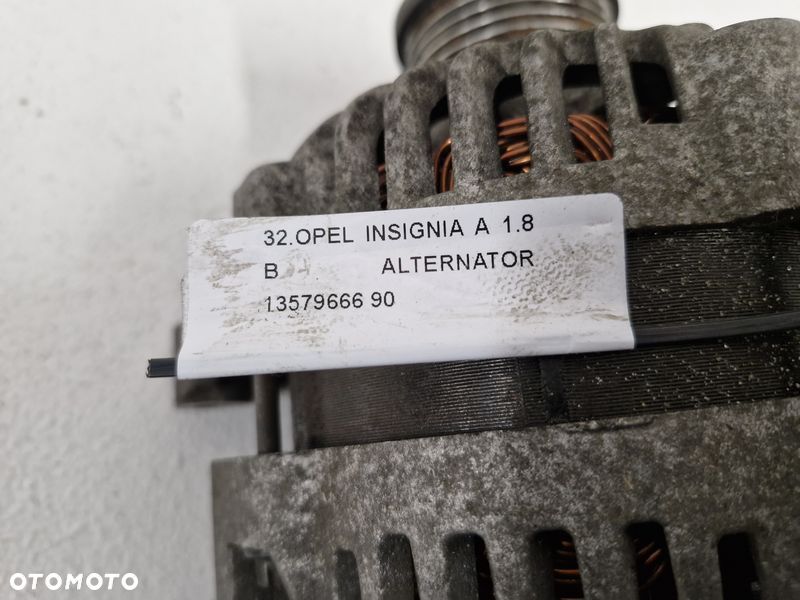 32.OPEL INSIGNIA A 1.8
B ALTERNATOR
13579666 90
OTOMOTO